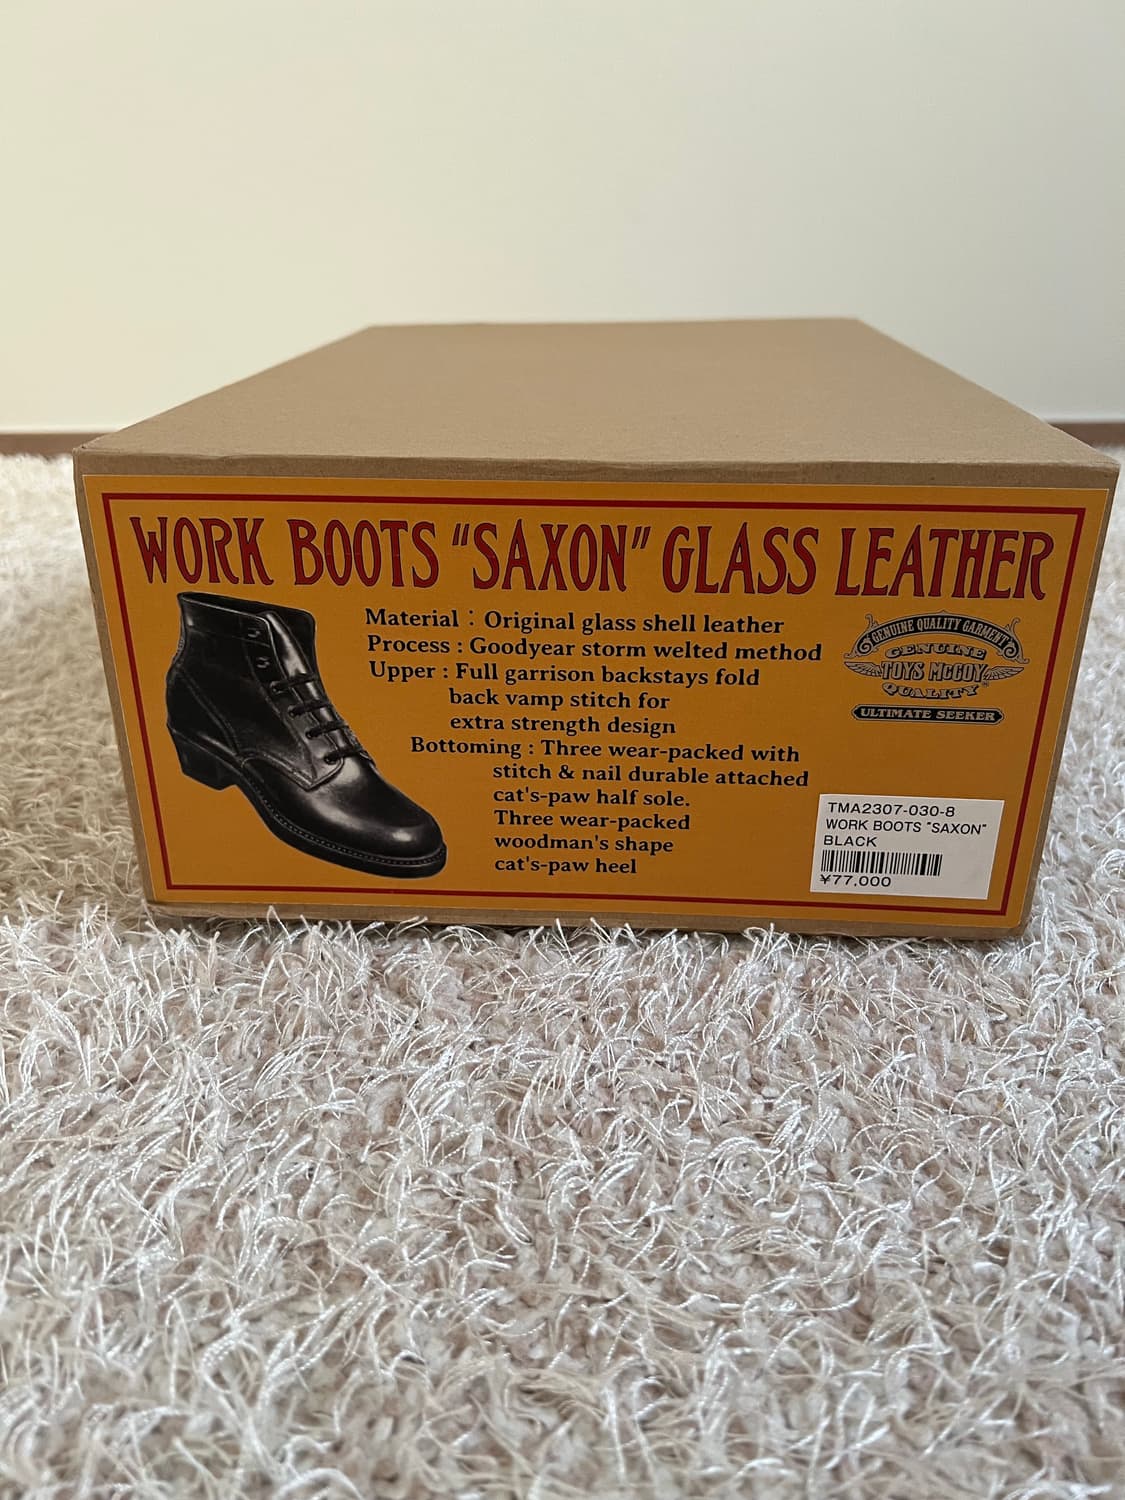 WORK BOOTS "SAXON" GLASS LEATHER
Material : Original glass shell leather
Process : Goodyear storm welted method
Upper : Full garrison backstays fold
back vamp stitch for
extra strength design
Bottoming : Three wear-packed with
stitch & nail durable attached
cat's-paw half sole.
Three wear-packed
woodman's shape
cat's-paw heel
GENUINE QUALITY GARMENT
GENUINE
TOYS McCOY
QUALITY
ULTIMATE SEEKER
TMA2307-030-8
WORK BOOTS "SAXON"
BLACK
¥77,000